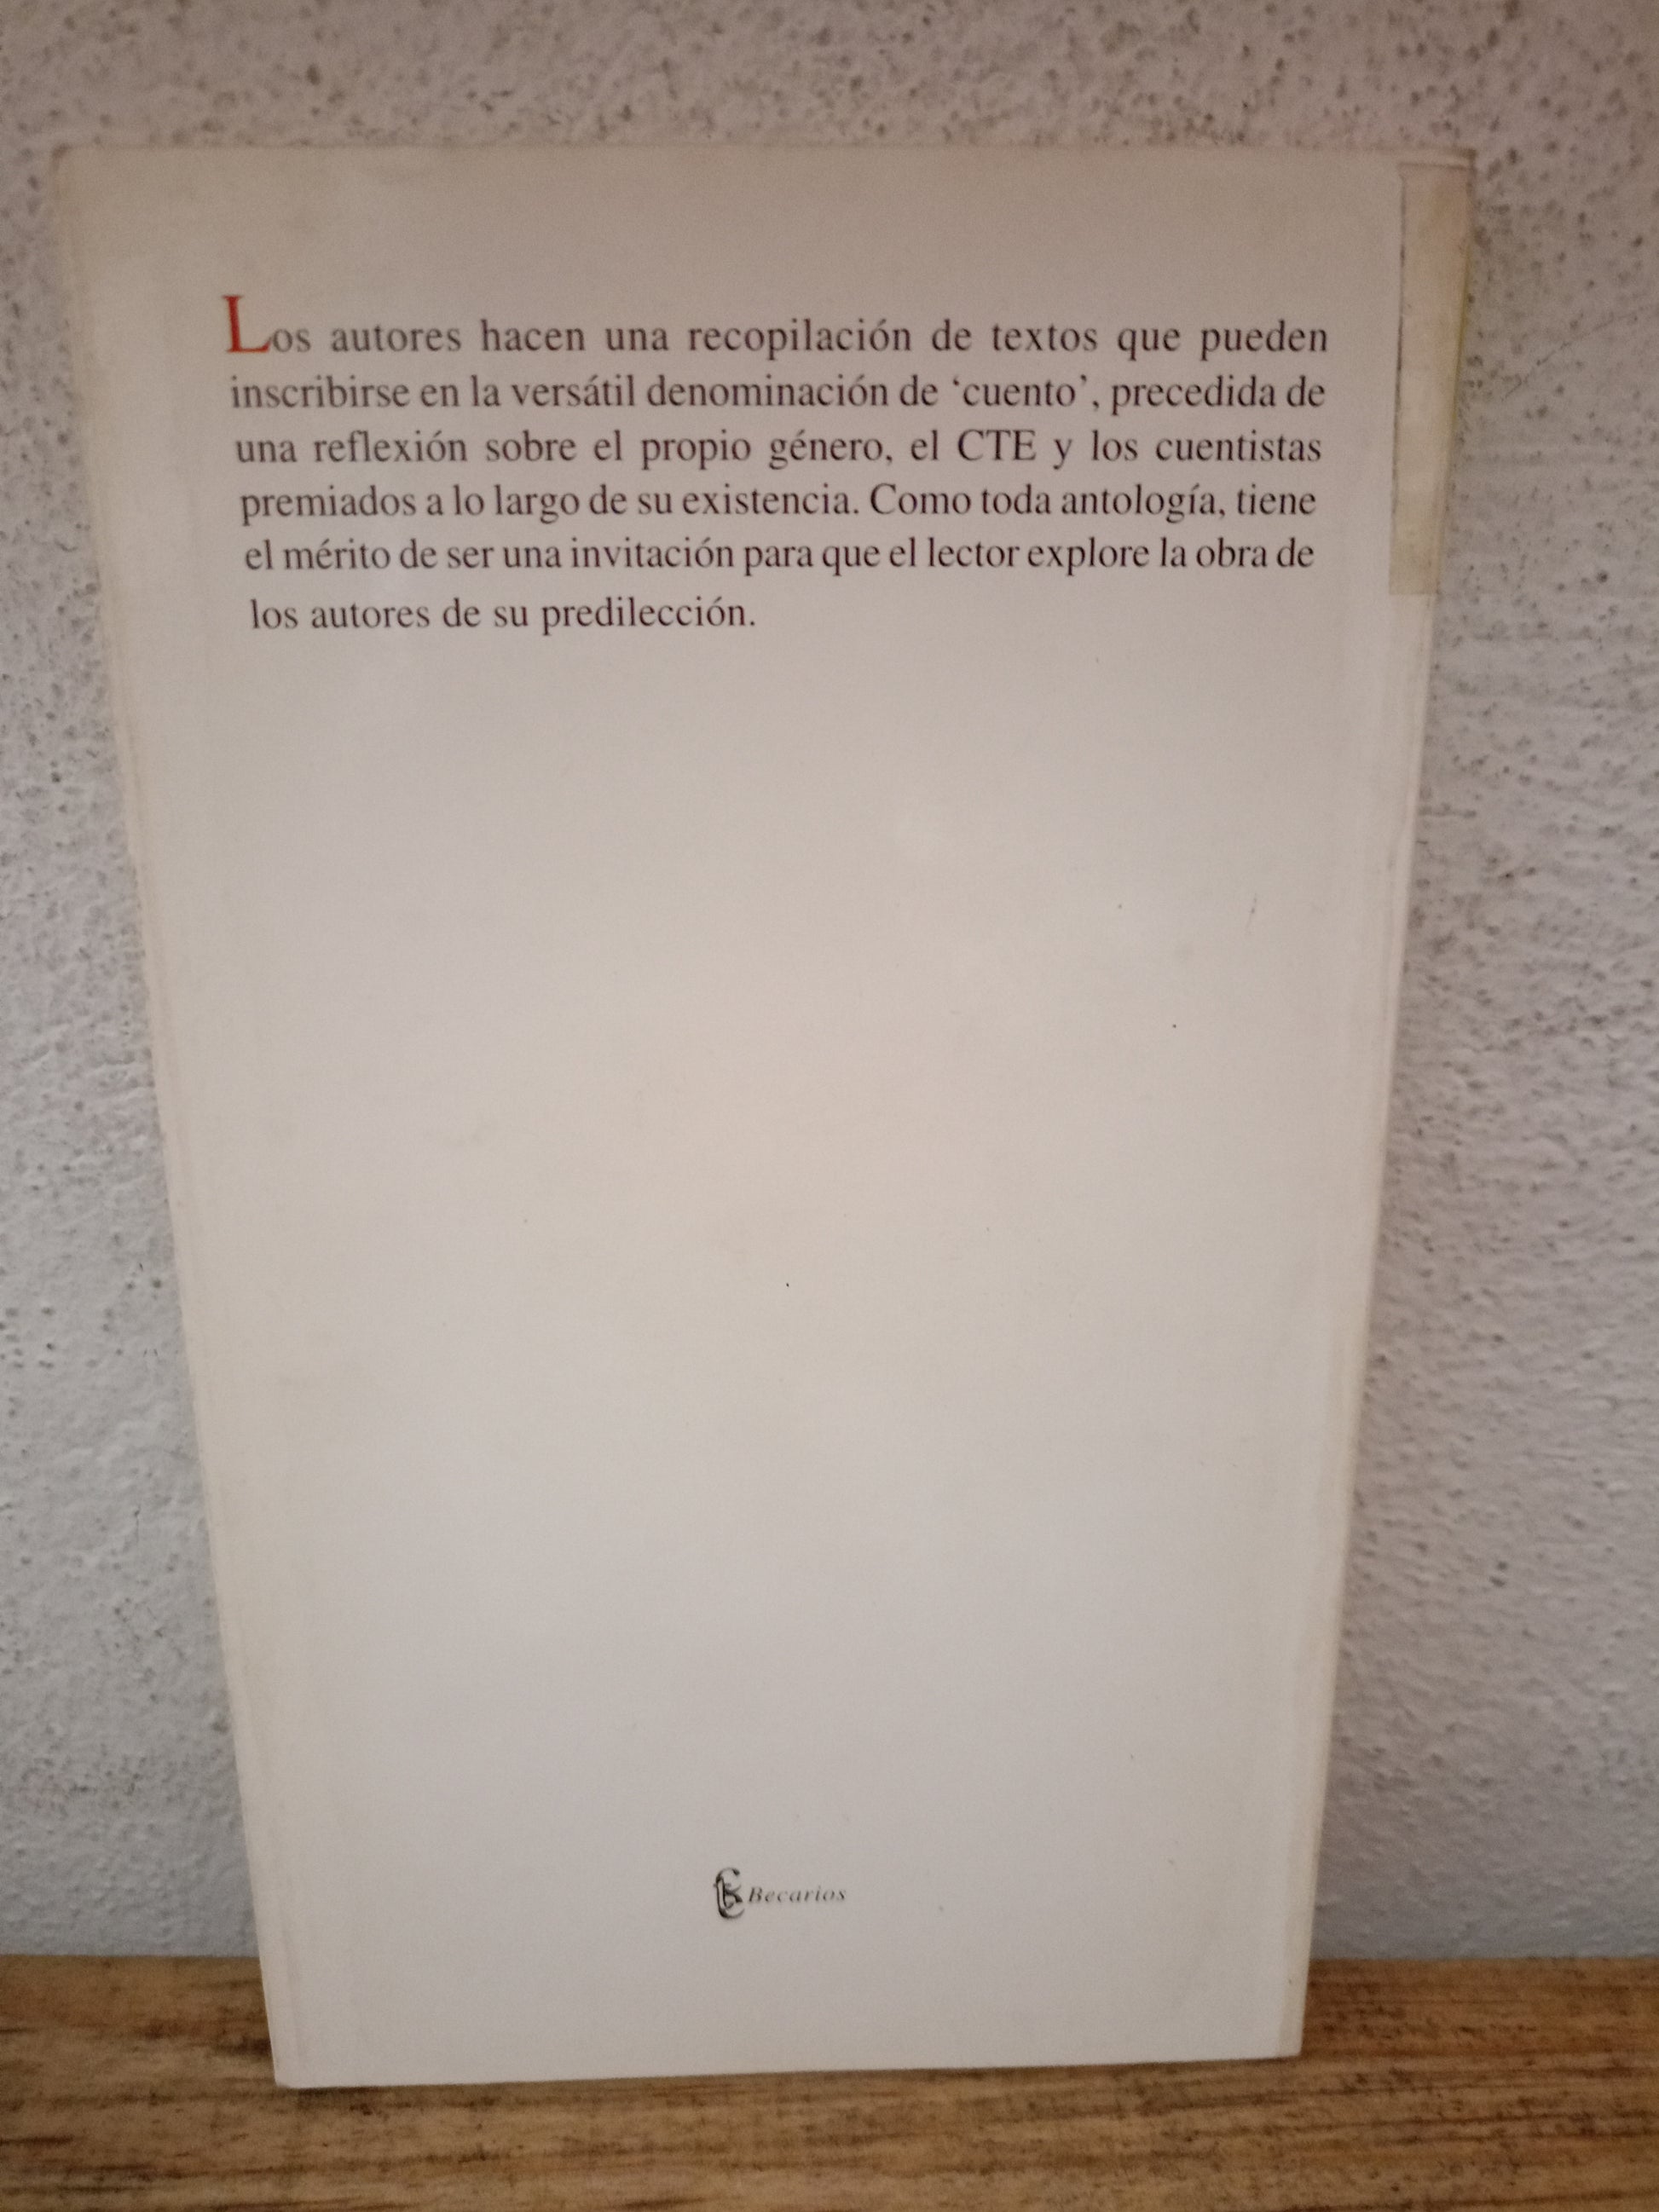 Los autores hacen una recopilación de textos que pueden
inscribirse en la versátil denominación de ‘cuento’, precedida de
una reflexión sobre el propio género, el CTE y los cuentistas
premiados a lo largo de su existencia. Como toda antología, tiene
el mérito de ser una invitación para que el lector explore la obra de
los autores de su predilección.
Becarios